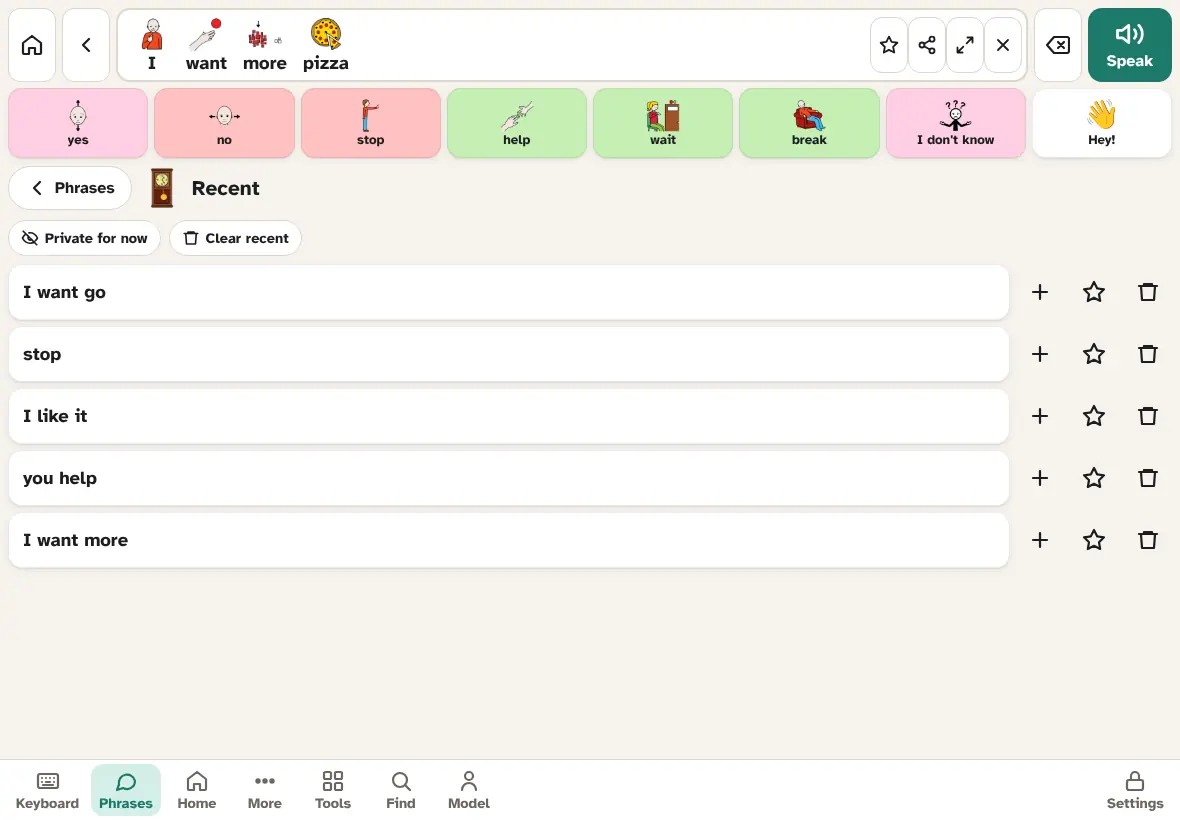 I want more pizza
Speak
yes no stop help wait break I don't know Hey!
Phrases Recent
Private for now Clear recent
I want go
stop
I like it
you help
I want more
Keyboard Phrases Home More Tools Find Model Settings